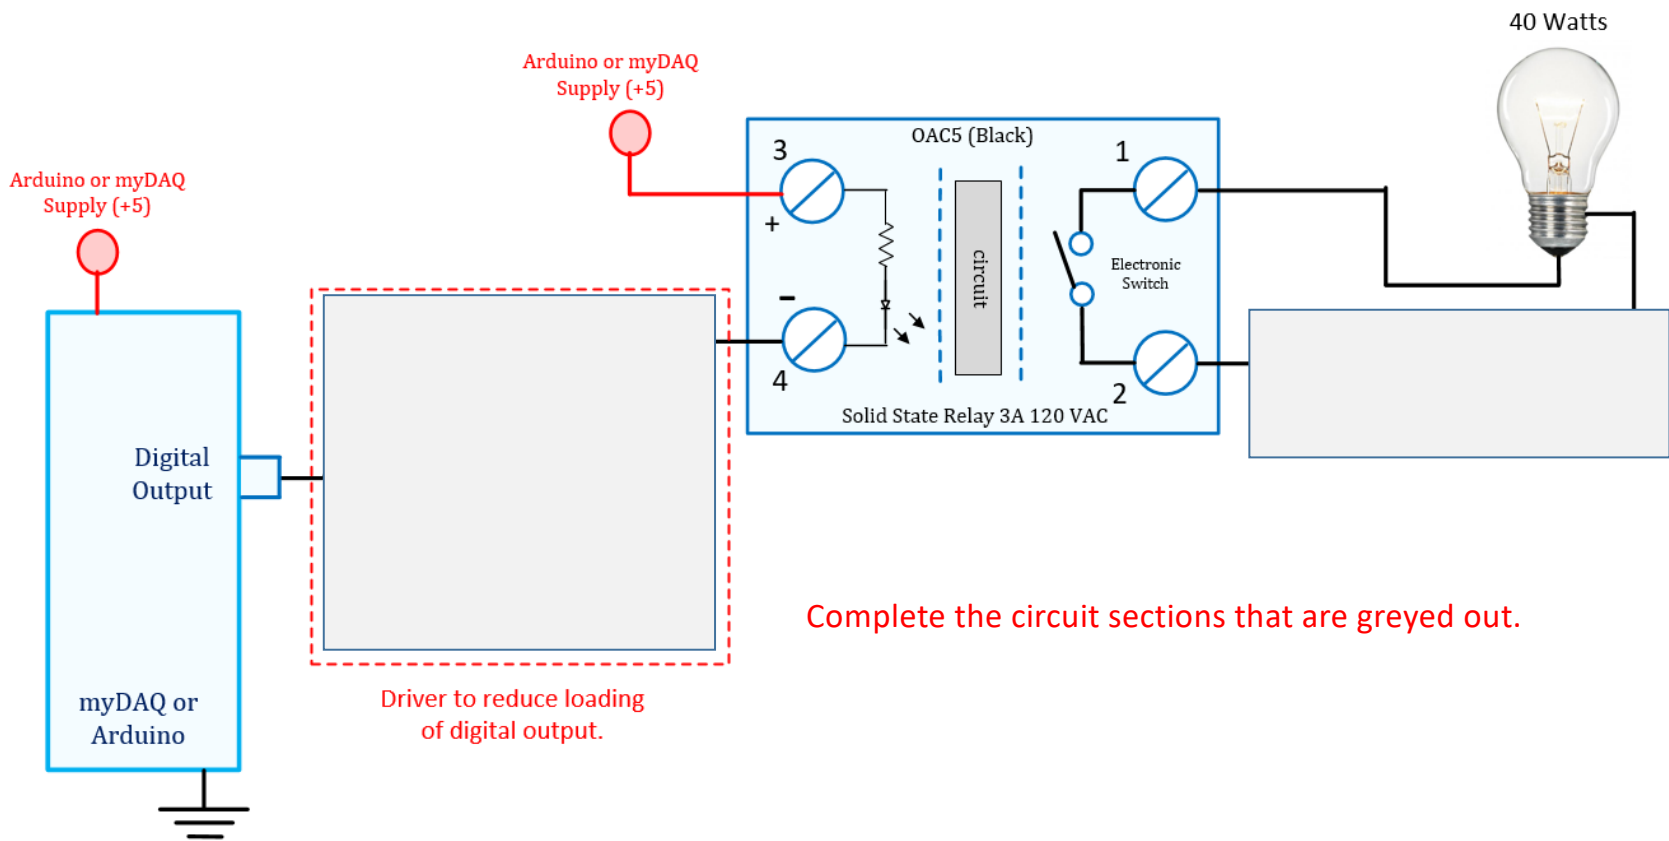 40 Watts
Arduino or myDAQ
Supply (+5)
OAC5 (Black)
3
1
Arduino or myDAQ
Supply (+5)
+
circuit
Electronic
Switch
-
4
2
Solid State Relay 3A 120 VAC
Digital
Output
Complete the circuit sections that are greyed out.
myDAQ or
Arduino
Driver to reduce loading
of digital output.